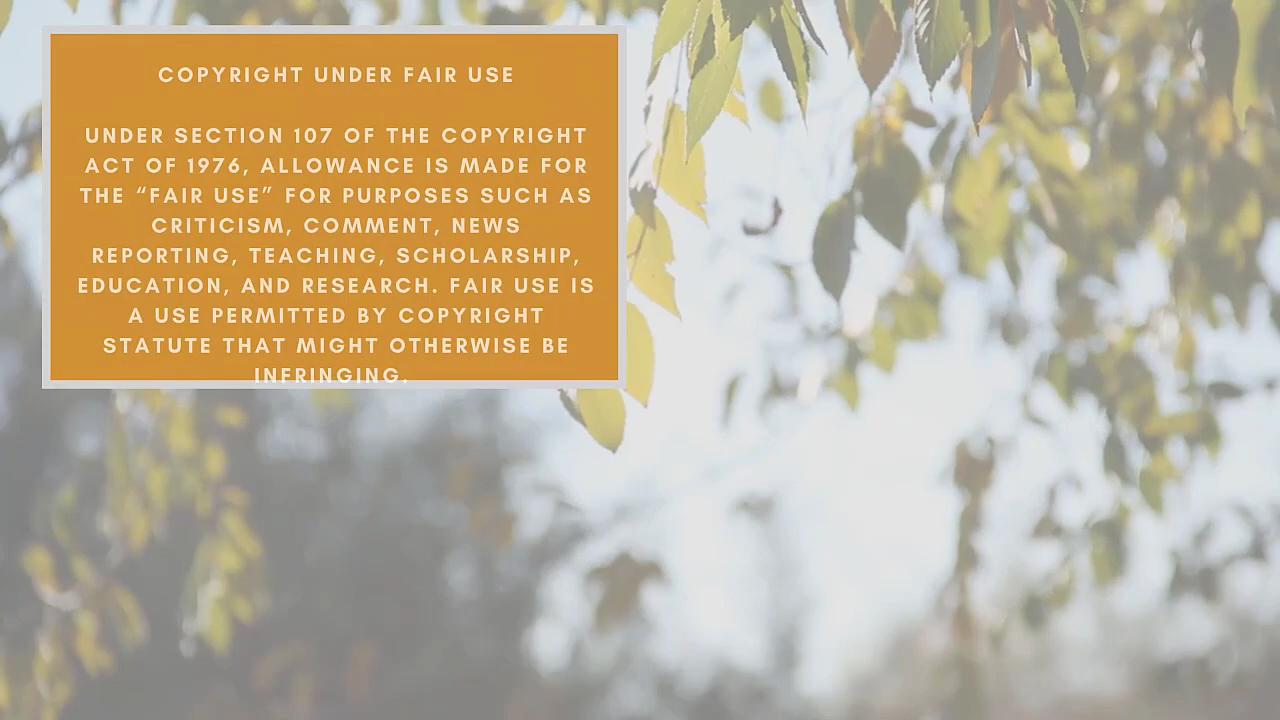 COPYRIGHT UNDER FAIR USE
UNDER SECTION 107 OF THE COPYRIGHT
ACT OF 1976, ALLOWANCE IS MADE FOR
THE “FAIR USE” FOR PURPOSES SUCH AS
CRITICISM, COMMENT, NEWS
REPORTING, TEACHING, SCHOLARSHIP,
EDUCATION, AND RESEARCH. FAIR USE IS
A USE PERMITTED BY COPYRIGHT
STATUTE THAT MIGHT OTHERWISE BE
INFRINGING.